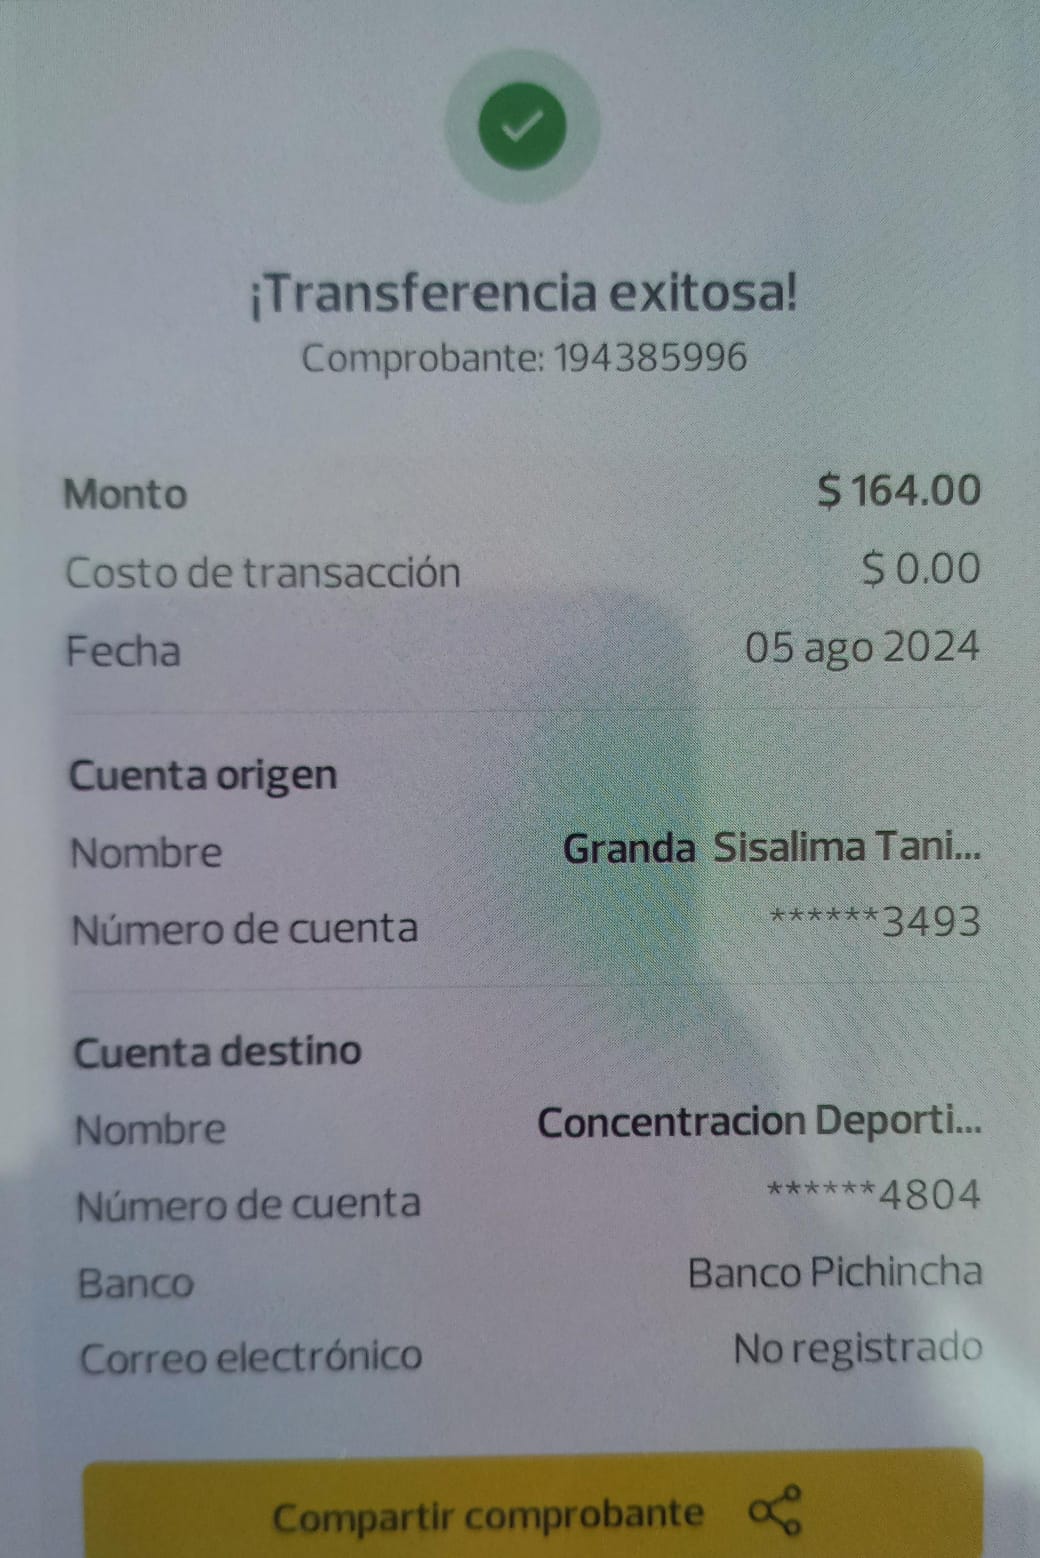 ¡Transferencia exitosa!
Comprobante: 194385996
Monto $ 164.00
Costo de transacción $ 0.00
Fecha 05 ago 2024
Cuenta origen
Nombre Granda Sisalima Tani...
Número de cuenta ******3493
Cuenta destino
Nombre Concentracion Deporti...
Número de cuenta ******4804
Banco Banco Pichincha
Correo electrónico No registrado
Compartir comprobante